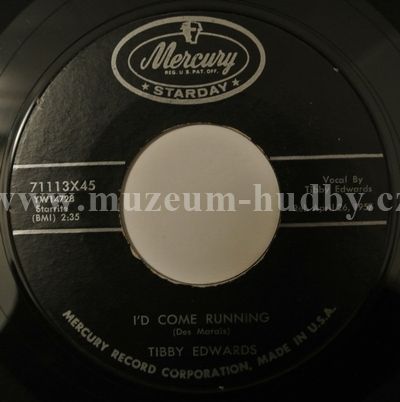 Mercury
REG. U.S. PAT. OFF.
STARDAY
71113X45
YW14723
Starrite
(BMI) 2:35
Vocal By
Tibby Edwards
www.muzeum-hudby.cz
I'D COME RUNNING
(Des Marais)
TIBBY EDWARDS
MERCURY RECORD CORPORATION, MADE IN U.S.A.